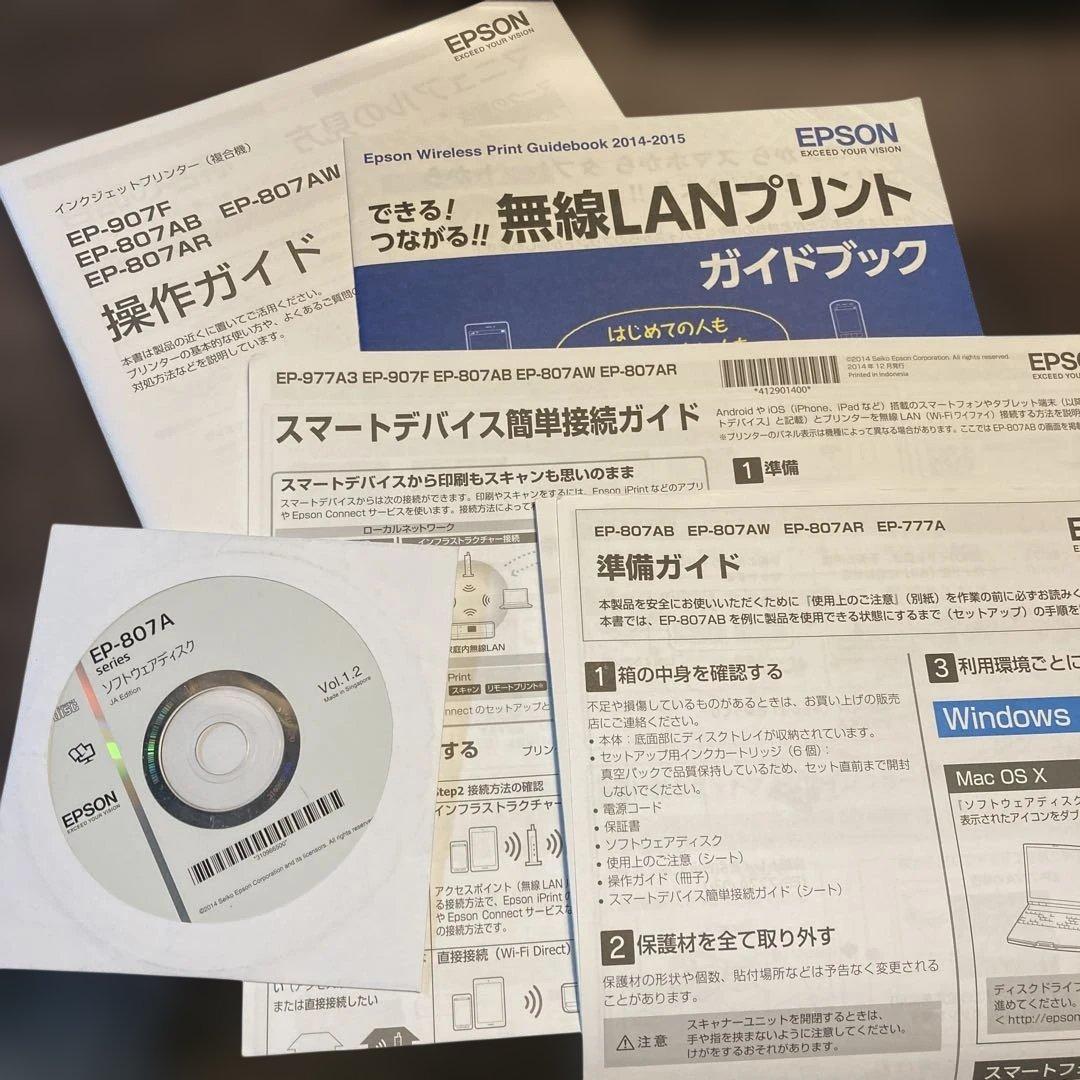 EPSON
EXCEED YOUR VISION
インクジェットプリンター（複合機）
EP-907F
EP-807AB EP-807AW
EP-807AR
操作ガイド
本書は製品の近くに置いてご活用ください。
プリンターの基本的な使い方や、よくあるご質問の
対処方法などを説明しています。
Epson Wireless Print Guidebook 2014-2015
EPSON
EXCEED YOUR VISION
できる!
つながる!!
無線LANプリント
ガイドブック
はじめての人も
EP-977A3 EP-907F EP-807AB EP-807AW EP-807AR
*412901400*
©2014 Seiko Epson Corporation. All rights reserved.
2014年12月発行
Printed in Indonesia
EPS
EXCEED
スマートデバイス簡単接続ガイド
Android や iOS（iPhone、iPad など）搭載のスマートフォンやタブレット端末（以
トデバイス」と記載）とプリンターを無線 LAN（Wi-Fi ワイファイ）接続する方法を説明
※プリンターのパネル表示は機種によって異なる場合があります。ここでは EP-807AB の画面を掲
スマートデバイスから印刷もスキャンも思いのまま
スマートデバイスからは次の接続ができます。印刷やスキャンをするには、Epson iPrint などのアプリ
や Epson Connect サービスを使います。接続方法によって
ローカルネットワーク
インフラストラクチャー接続
家庭内無線LAN
Print
スキャン リモートプリント※
onnect のセットアップと
1 準備
する
プリン
Step2 接続方法の確認
インフラストラクチャー
アクセスポイント（無線 LAN
る接続方法で、Epson iPrint の
や Epson Connect サービスな
の接続方法です。
直接接続（Wi-Fi Direct）
または直接接続したい
EP-807AB EP-807AW EP-807AR EP-777A
準備ガイド
本製品を安全にお使いいただくために『使用上のご注意』（別紙）を作業の前に必ずお読みく
本書では、EP-807AB を例に製品を使用できる状態にするまで（セットアップ）の手順を
1 箱の中身を確認する
不足や損傷しているものがあるときは、お買い上げの販売
店にご連絡ください。
• 本体：底面部にディスクトレイが収納されています。
• セットアップ用インクカートリッジ（6 個）：
真空パックで品質保持しているため、セット直前まで開封
しないでください。
• 電源コード
• 保証書
• ソフトウェアディスク
• 使用上のご注意（シート）
• 操作ガイド（冊子）
• スマートデバイス簡単接続ガイド（シート）
2 保護材を全て取り外す
保護材の形状や個数、貼付場所などは予告なく変更される
ことがあります。
注意
スキャナーユニットを開閉するときは、
手や指を挟まないように注意してください。
けがをするおそれがあります。
3 利用環境ごとに
Windows
Mac OS X
『ソフトウェアディスク
表示されたアイコンをダブ
ディスクドライブ
進めてください。
< http://epson
スマートフ
EP-807A
series
ソフトウェアディスク
JA Edition
Vol.1.2
Made in Singapore
EPSON
EXCEED YOUR VISION
*310966500*
©2014 Seiko Epson Corporation and its licensors. All rights reserve